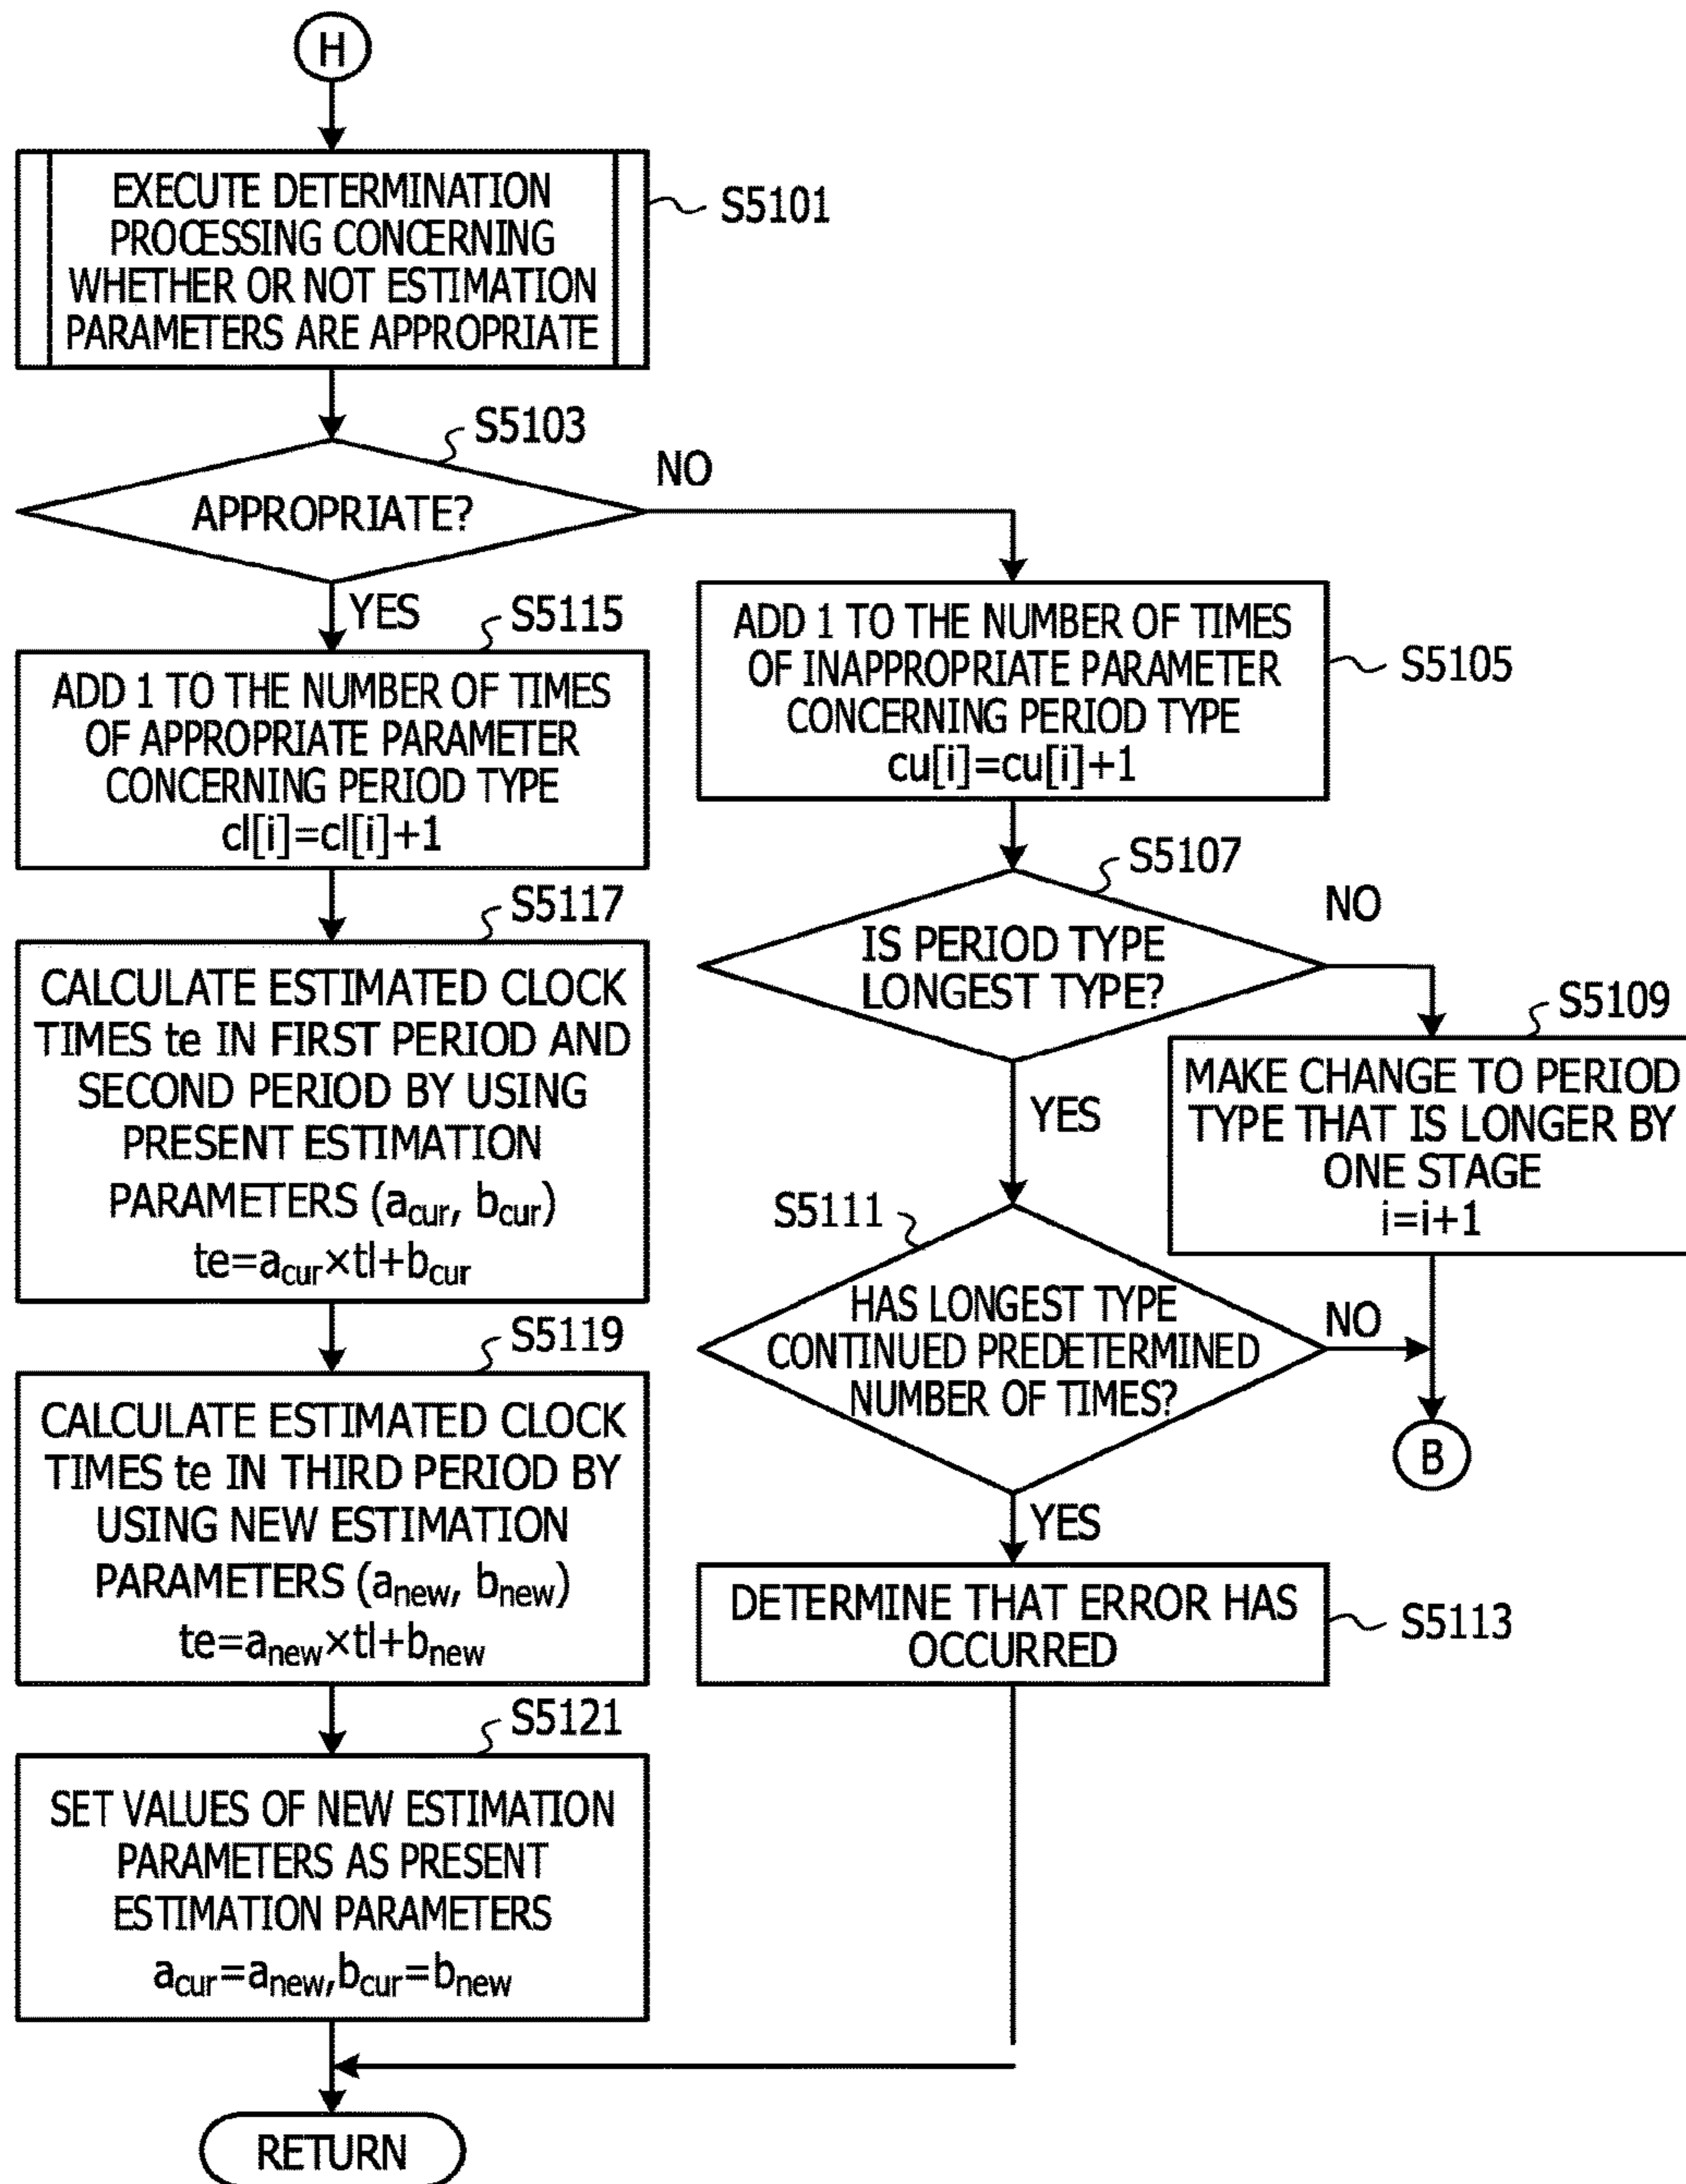 H
EXECUTE DETERMINATION
PROCESSING CONCERNING
WHETHER OR NOT ESTIMATION
PARAMETERS ARE APPROPRIATE
S5101
S5103
APPROPRIATE?
NO
YES
S5115
ADD 1 TO THE NUMBER OF TIMES
OF APPROPRIATE PARAMETER
CONCERNING PERIOD TYPE
cl[i]=cl[i]+1
S5117
CALCULATE ESTIMATED CLOCK
TIMES te IN FIRST PERIOD AND
SECOND PERIOD BY USING
PRESENT ESTIMATION
PARAMETERS (acur, bcur)
te=acur×tl+bcur
S5119
CALCULATE ESTIMATED CLOCK
TIMES te IN THIRD PERIOD BY
USING NEW ESTIMATION
PARAMETERS (anew, bnew)
te=anew×tl+bnew
S5121
SET VALUES OF NEW ESTIMATION
PARAMETERS AS PRESENT
ESTIMATION PARAMETERS
acur=anew,bcur=bnew
ADD 1 TO THE NUMBER OF TIMES
OF INAPPROPRIATE PARAMETER
CONCERNING PERIOD TYPE
cu[i]=cu[i]+1
S5105
S5107
IS PERIOD TYPE
LONGEST TYPE?
NO
YES
S5109
MAKE CHANGE TO PERIOD
TYPE THAT IS LONGER BY
ONE STAGE
i=i+1
S5111
HAS LONGEST TYPE
CONTINUED PREDETERMINED
NUMBER OF TIMES?
NO
B
YES
DETERMINE THAT ERROR HAS
OCCURRED
S5113
RETURN